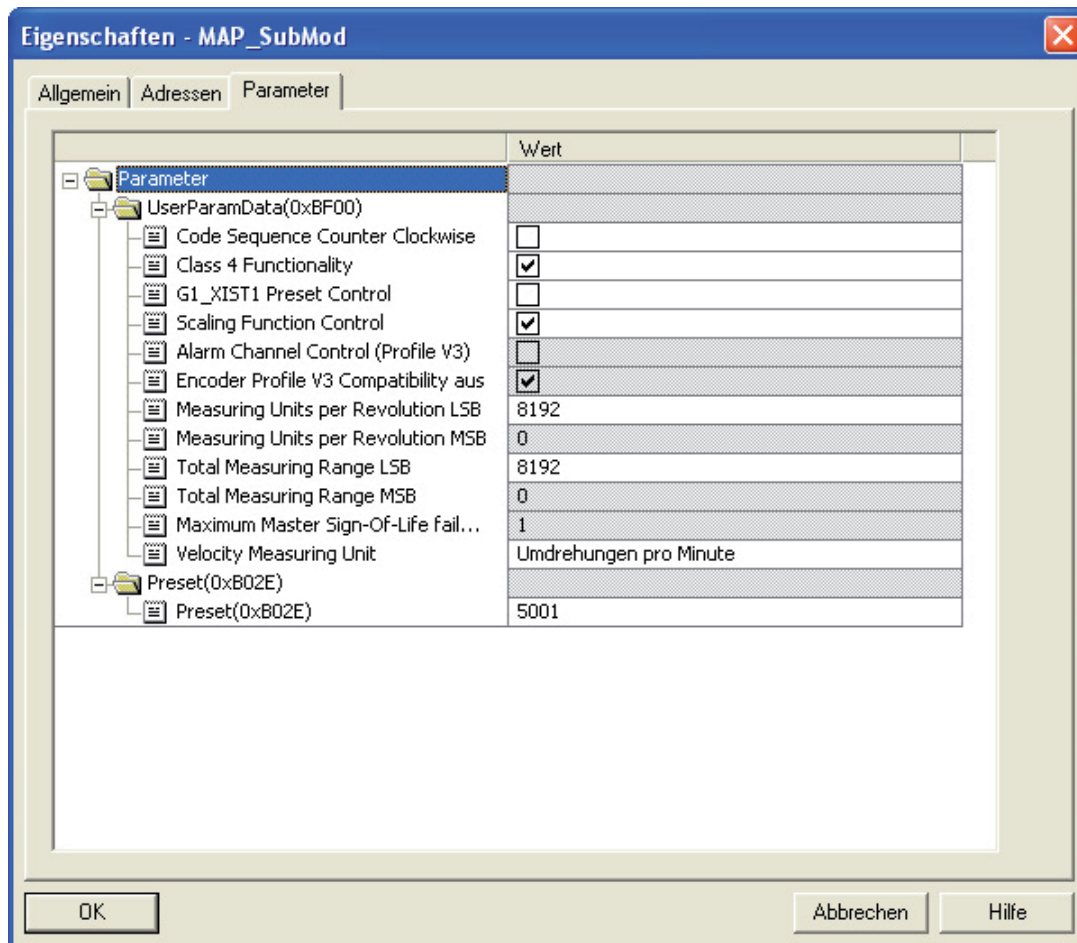 Eigenschaften - MAP_SubMod
Allgemein Adressen Parameter
Wert
Parameter
UserParamData(0xBF00)
Code Sequence Counter Clockwise
Class 4 Functionality
G1_XIST1 Preset Control
Scaling Function Control
Alarm Channel Control (Profile V3)
Encoder Profile V3 Compatibility aus
Measuring Units per Revolution LSB 8192
Measuring Units per Revolution MSB 0
Total Measuring Range LSB 8192
Total Measuring Range MSB 0
Maximum Master Sign-Of-Life fail... 1
Velocity Measuring Unit Umdrehungen pro Minute
Preset(0xB02E)
Preset(0xB02E) 5001
OK Abbrechen Hilfe